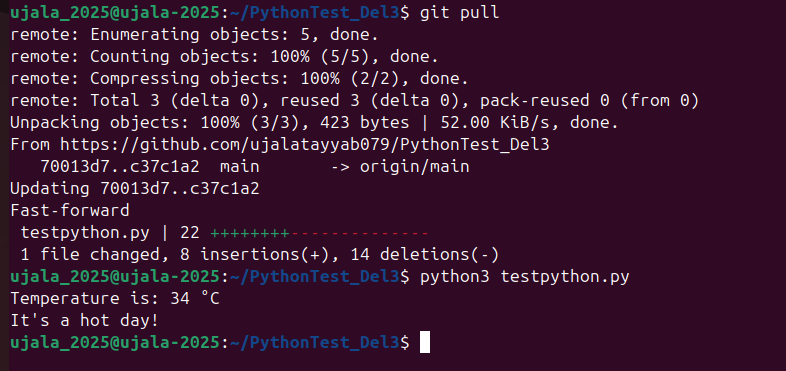 ujala_2025@ujala-2025:~/PythonTest_Del3$ git pull
remote: Enumerating objects: 5, done.
remote: Counting objects: 100% (5/5), done.
remote: Compressing objects: 100% (2/2), done.
remote: Total 3 (delta 0), reused 3 (delta 0), pack-reused 0 (from 0)
Unpacking objects: 100% (3/3), 423 bytes | 52.00 KiB/s, done.
From https://github.com/ujalatayyab079/PythonTest_Del3
   70013d7..c37c1a2  main       -> origin/main
Updating 70013d7..c37c1a2
Fast-forward
 testpython.py | 22 ++++++++--------------
 1 file changed, 8 insertions(+), 14 deletions(-)
ujala_2025@ujala-2025:~/PythonTest_Del3$ python3 testpython.py
Temperature is: 34 °C
It's a hot day!
ujala_2025@ujala-2025:~/PythonTest_Del3$